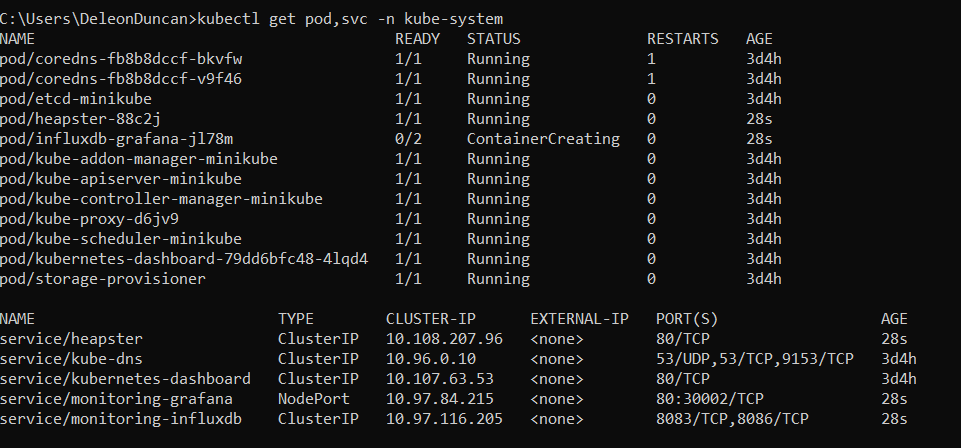 C:\Users\DeleonDuncan>kubectl get pod,svc -n kube-system
NAME READY STATUS RESTARTS AGE
pod/coredns-fb8b8dccf-bkvfw 1/1 Running 1 3d4h
pod/coredns-fb8b8dccf-v9f46 1/1 Running 1 3d4h
pod/etcd-minikube 1/1 Running 0 3d4h
pod/heapster-88c2j 1/1 Running 0 28s
pod/influxdb-grafana-jl78m 0/2 ContainerCreating 0 28s
pod/kube-addon-manager-minikube 1/1 Running 0 3d4h
pod/kube-apiserver-minikube 1/1 Running 0 3d4h
pod/kube-controller-manager-minikube 1/1 Running 0 3d4h
pod/kube-proxy-d6jv9 1/1 Running 0 3d4h
pod/kube-scheduler-minikube 1/1 Running 0 3d4h
pod/kubernetes-dashboard-79dd6bfc48-4lqd4 1/1 Running 0 3d4h
pod/storage-provisioner 1/1 Running 0 3d4h
NAME TYPE CLUSTER-IP EXTERNAL-IP PORT(S) AGE
service/heapster ClusterIP 10.108.207.96 <none> 80/TCP 28s
service/kube-dns ClusterIP 10.96.0.10 <none> 53/UDP,53/TCP,9153/TCP 3d4h
service/kubernetes-dashboard ClusterIP 10.107.63.53 <none> 80/TCP 3d4h
service/monitoring-grafana NodePort 10.97.84.215 <none> 80:30002/TCP 28s
service/monitoring-influxdb ClusterIP 10.97.116.205 <none> 8083/TCP,8086/TCP 28s